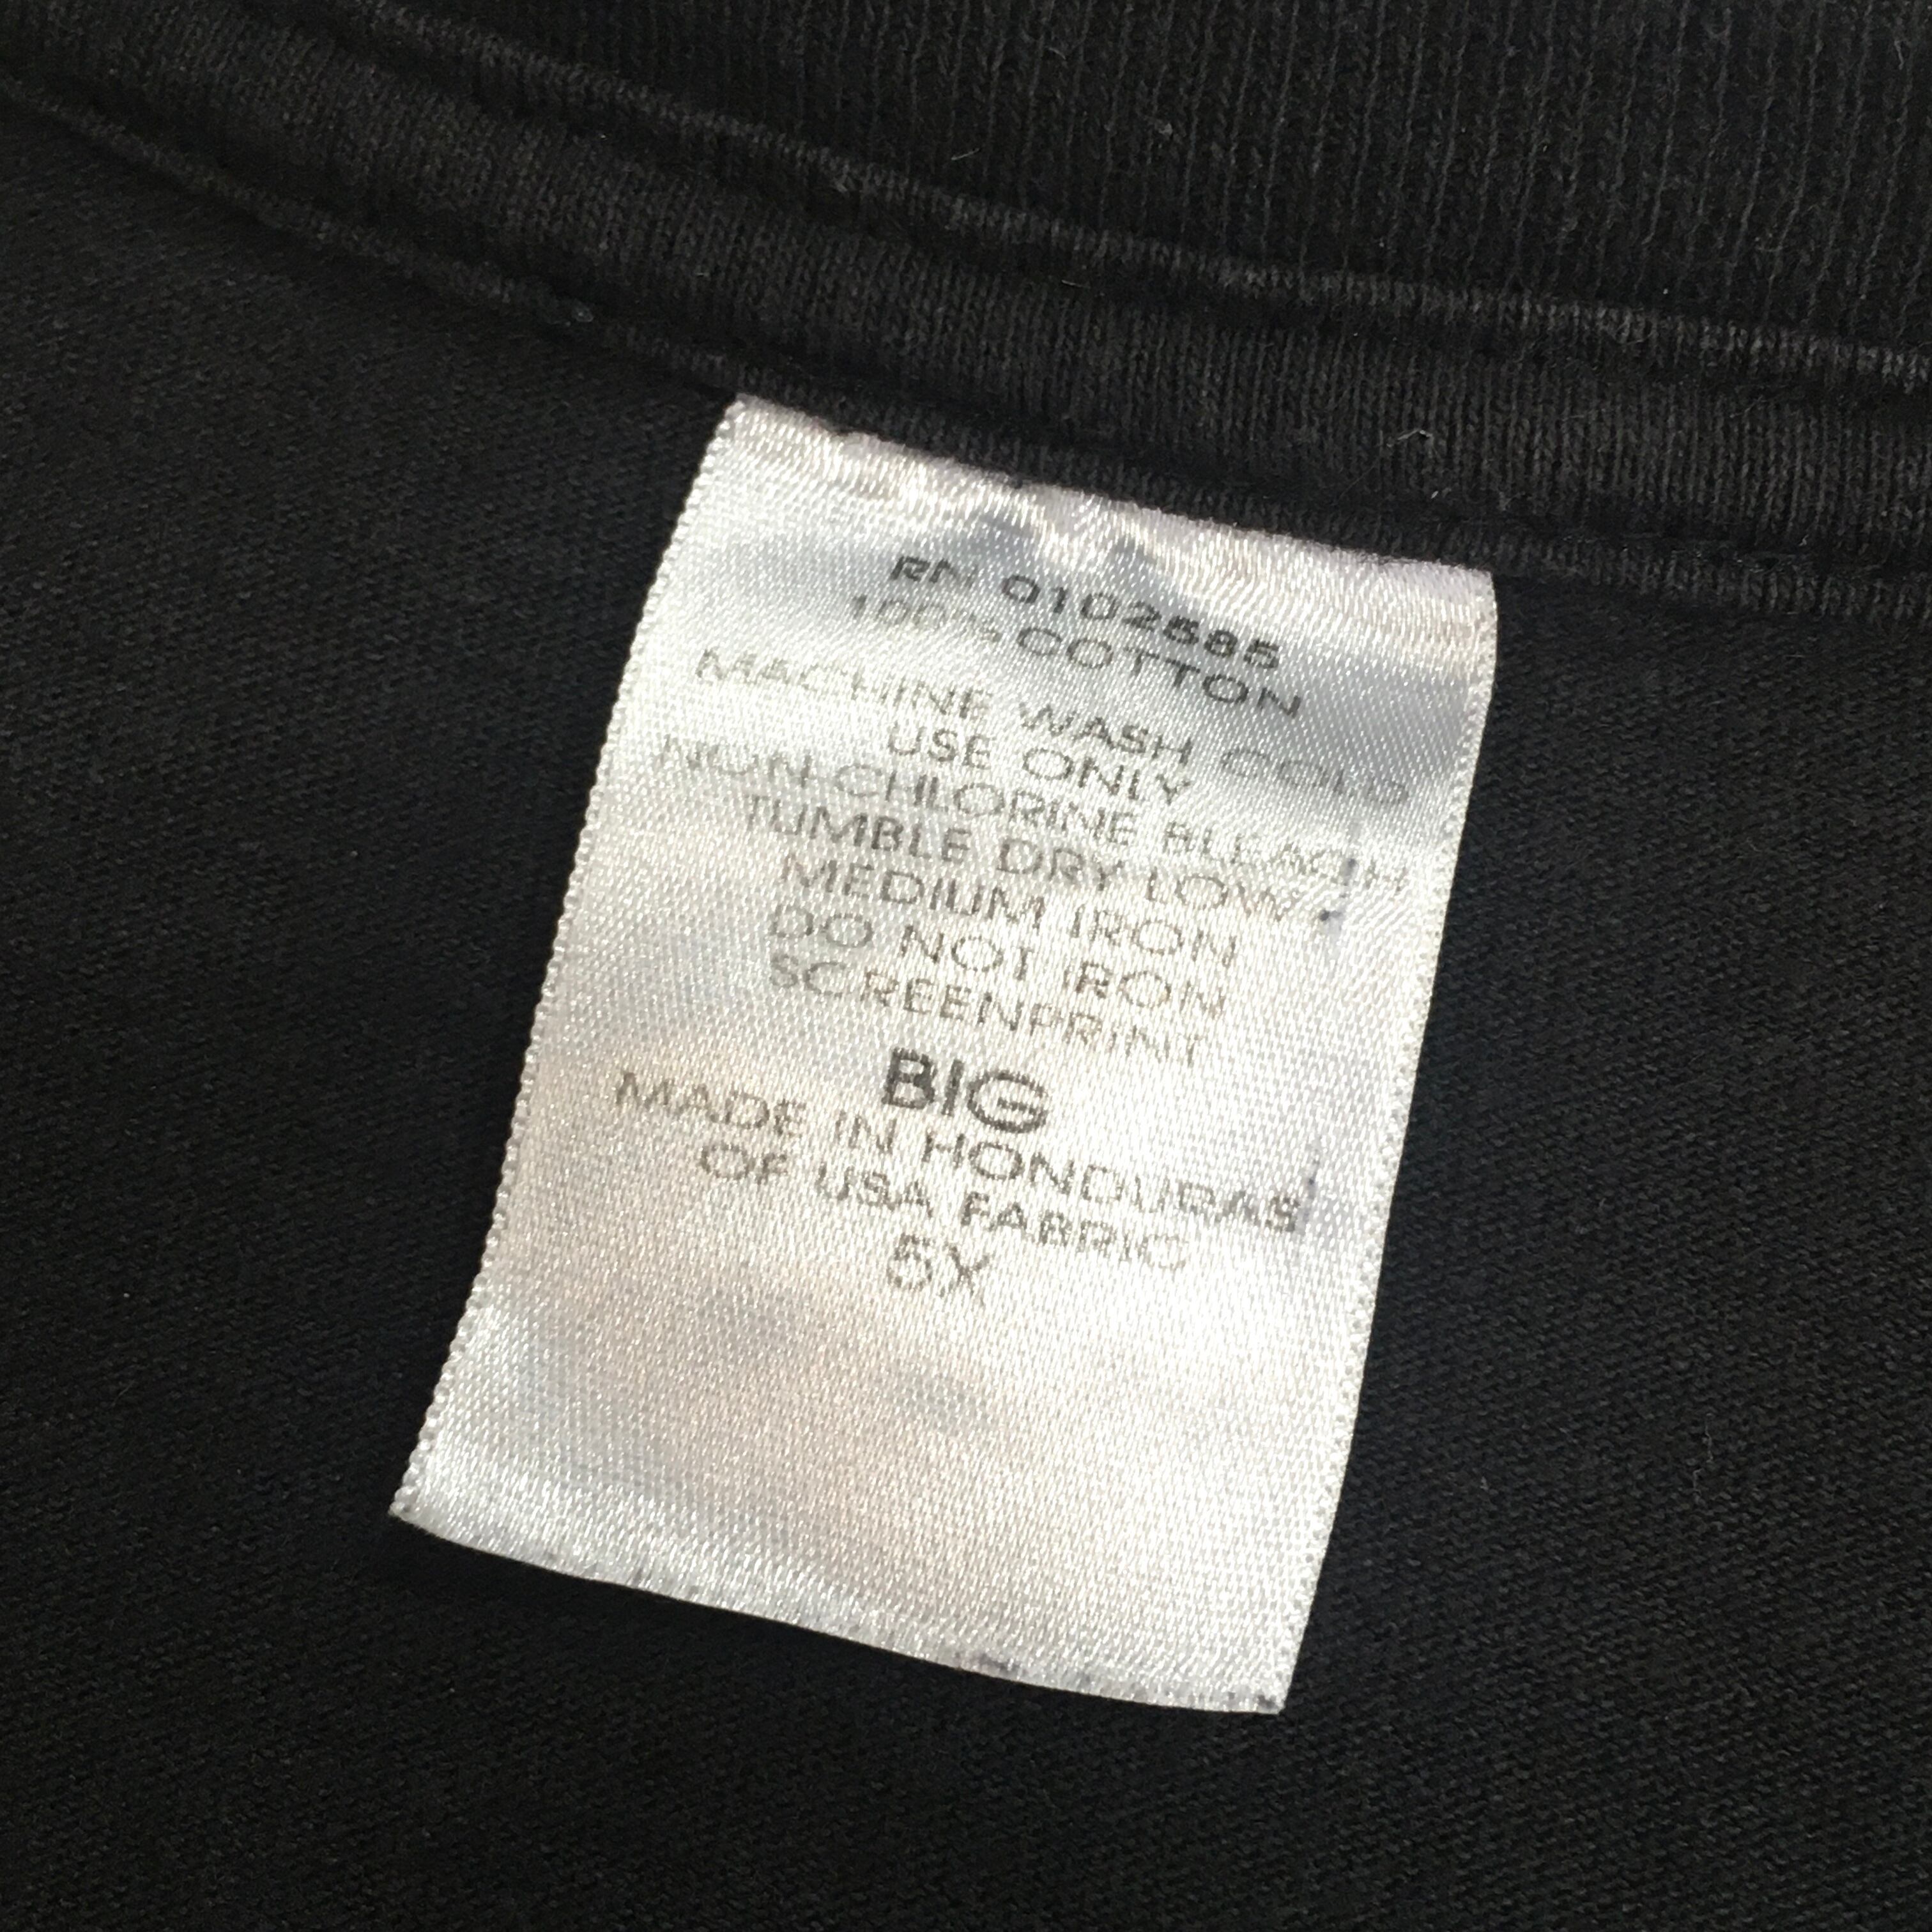 RN 0102585
100% COTTON
MACHINE WASH COLD
USE ONLY
NON-CHLORINE BLEACH
TUMBLE DRY LOW
MEDIUM IRON
DO NOT IRON
SCREENPRINT
BIG
MADE IN HONDURAS
OF USA FABRIC
5X